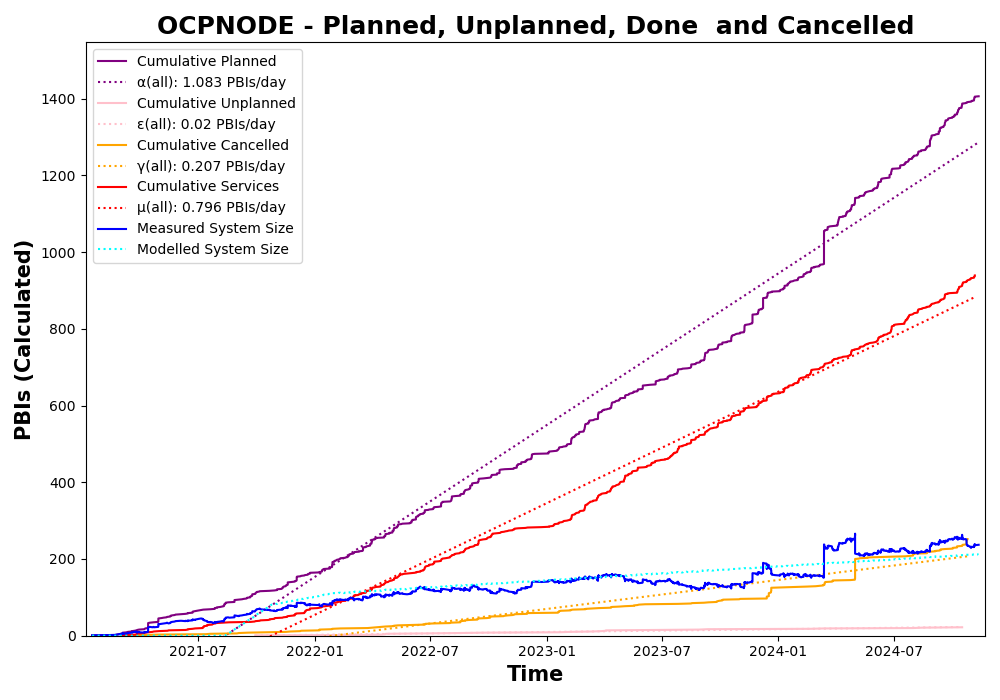 OCPNODE - Planned, Unplanned, Done  and Cancelled
Cumulative Planned
α(all): 1.083 PBIs/day
Cumulative Unplanned
ε(all): 0.02 PBIs/day
Cumulative Cancelled
γ(all): 0.207 PBIs/day
Cumulative Services
μ(all): 0.796 PBIs/day
Measured System Size
Modelled System Size
PBIs (Calculated)
1400
1200
1000
800
600
400
200
0
2021-07 2022-01 2022-07 2023-01 2023-07 2024-01 2024-07
Time